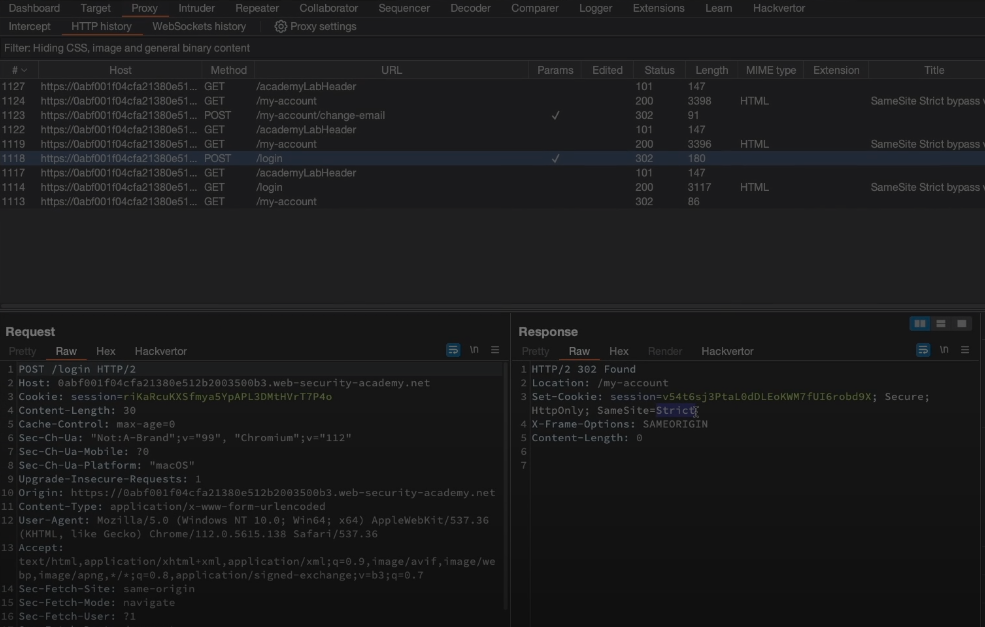 Dashboard Target Proxy Intruder Repeater Collaborator Sequencer Decoder Comparer Logger Extensions Learn Hackvertor
Intercept HTTP history WebSockets history Proxy settings
Filter: Hiding CSS, image and general binary content
# Host Method URL Params Edited Status Length MIME type Extension Title
1127 https://0abf001f04cfa21380e51... GET /academyLabHeader 101 147
1124 https://0abf001f04cfa21380e51... GET /my-account 200 3398 HTML SameSite Strict bypass v
1123 https://0abf001f04cfa21380e51... POST /my-account/change-email ✓ 302 91
1122 https://0abf001f04cfa21380e51... GET /academyLabHeader 101 147
1119 https://0abf001f04cfa21380e51... GET /my-account 200 3396 HTML SameSite Strict bypass v
1118 https://0abf001f04cfa21380e51... POST /login ✓ 302 180
1117 https://0abf001f04cfa21380e51... GET /academyLabHeader 101 147
1114 https://0abf001f04cfa21380e51... GET /login 200 3117 HTML SameSite Strict bypass v
1113 https://0abf001f04cfa21380e51... GET /my-account 302 86
Request
Pretty Raw Hex Hackvertor \n
1 POST /login HTTP/2
2 Host: 0abf001f04cfa21380e512b2003500b3.web-security-academy.net
3 Cookie: session=riKaRcuKXSfmyaSYpAPL3DMtHVrT7P4o
4 Content-Length: 30
5 Cache-Control: max-age=0
6 Sec-Ch-Ua: "Not:A-Brand";v="99", "Chromium";v="112"
7 Sec-Ch-Ua-Mobile: ?0
8 Sec-Ch-Ua-Platform: "macOS"
9 Upgrade-Insecure-Requests: 1
10 Origin: https://0abf001f04cfa21380e512b2003500b3.web-security-academy.net
11 Content-Type: application/x-www-form-urlencoded
12 User-Agent: Mozilla/5.0 (Windows NT 10.0; Win64; x64) AppleWebKit/537.36
(KHTML, like Gecko) Chrome/112.0.5615.138 Safari/537.36
13 Accept:
text/html,application/xhtml+xml,application/xml;q=0.9,image/avif,image/we
bp,image/apng,*/*;q=0.8,application/signed-exchange;v=b3;q=0.7
14 Sec-Fetch-Site: same-origin
15 Sec-Fetch-Mode: navigate
16 Sec-Fetch-User: ?1
Response
Pretty Raw Hex Render Hackvertor \n
1 HTTP/2 302 Found
2 Location: /my-account
3 Set-Cookie: session=v54t6sj3PtaL0dDLEoKWM7fUI6robd9X; Secure;
HttpOnly; SameSite=Strict
4 X-Frame-Options: SAMEORIGIN
5 Content-Length: 0
6
7